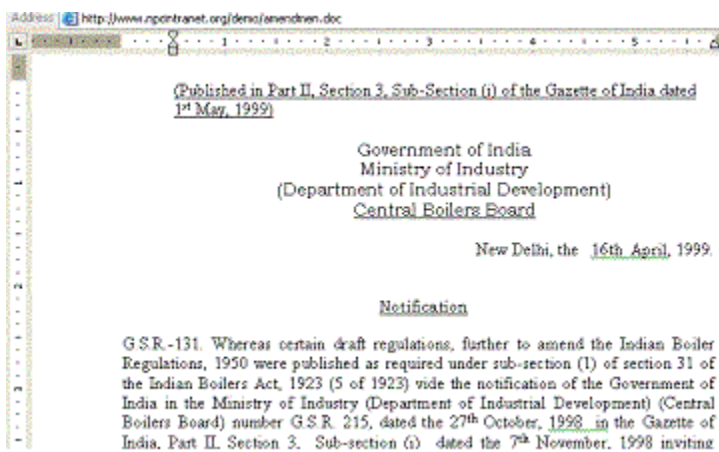 Address http://www.npcintranet.org/demo/amendmen.doc
1 2 3 4 5
(Published in Part II, Section 3, Sub-Section (i) of the Gazette of India dated
1st May, 1999)
Government of India
Ministry of Industry
(Department of Industrial Development)
Central Boilers Board
New Delhi, the 16th April, 1999.
Notification
G.S.R.-131. Whereas certain draft regulations, further to amend the Indian Boiler
Regulations, 1950 were published as required under sub-section (1) of section 31 of
the Indian Boilers Act, 1923 (5 of 1923) vide the notification of the Government of
India in the Ministry of Industry (Department of Industrial Development) (Central
Boilers Board) number G.S.R. 215, dated the 27th October, 1998 in the Gazette of
India, Part II, Section 3, Sub-section (i) dated the 7th November, 1998 inviting